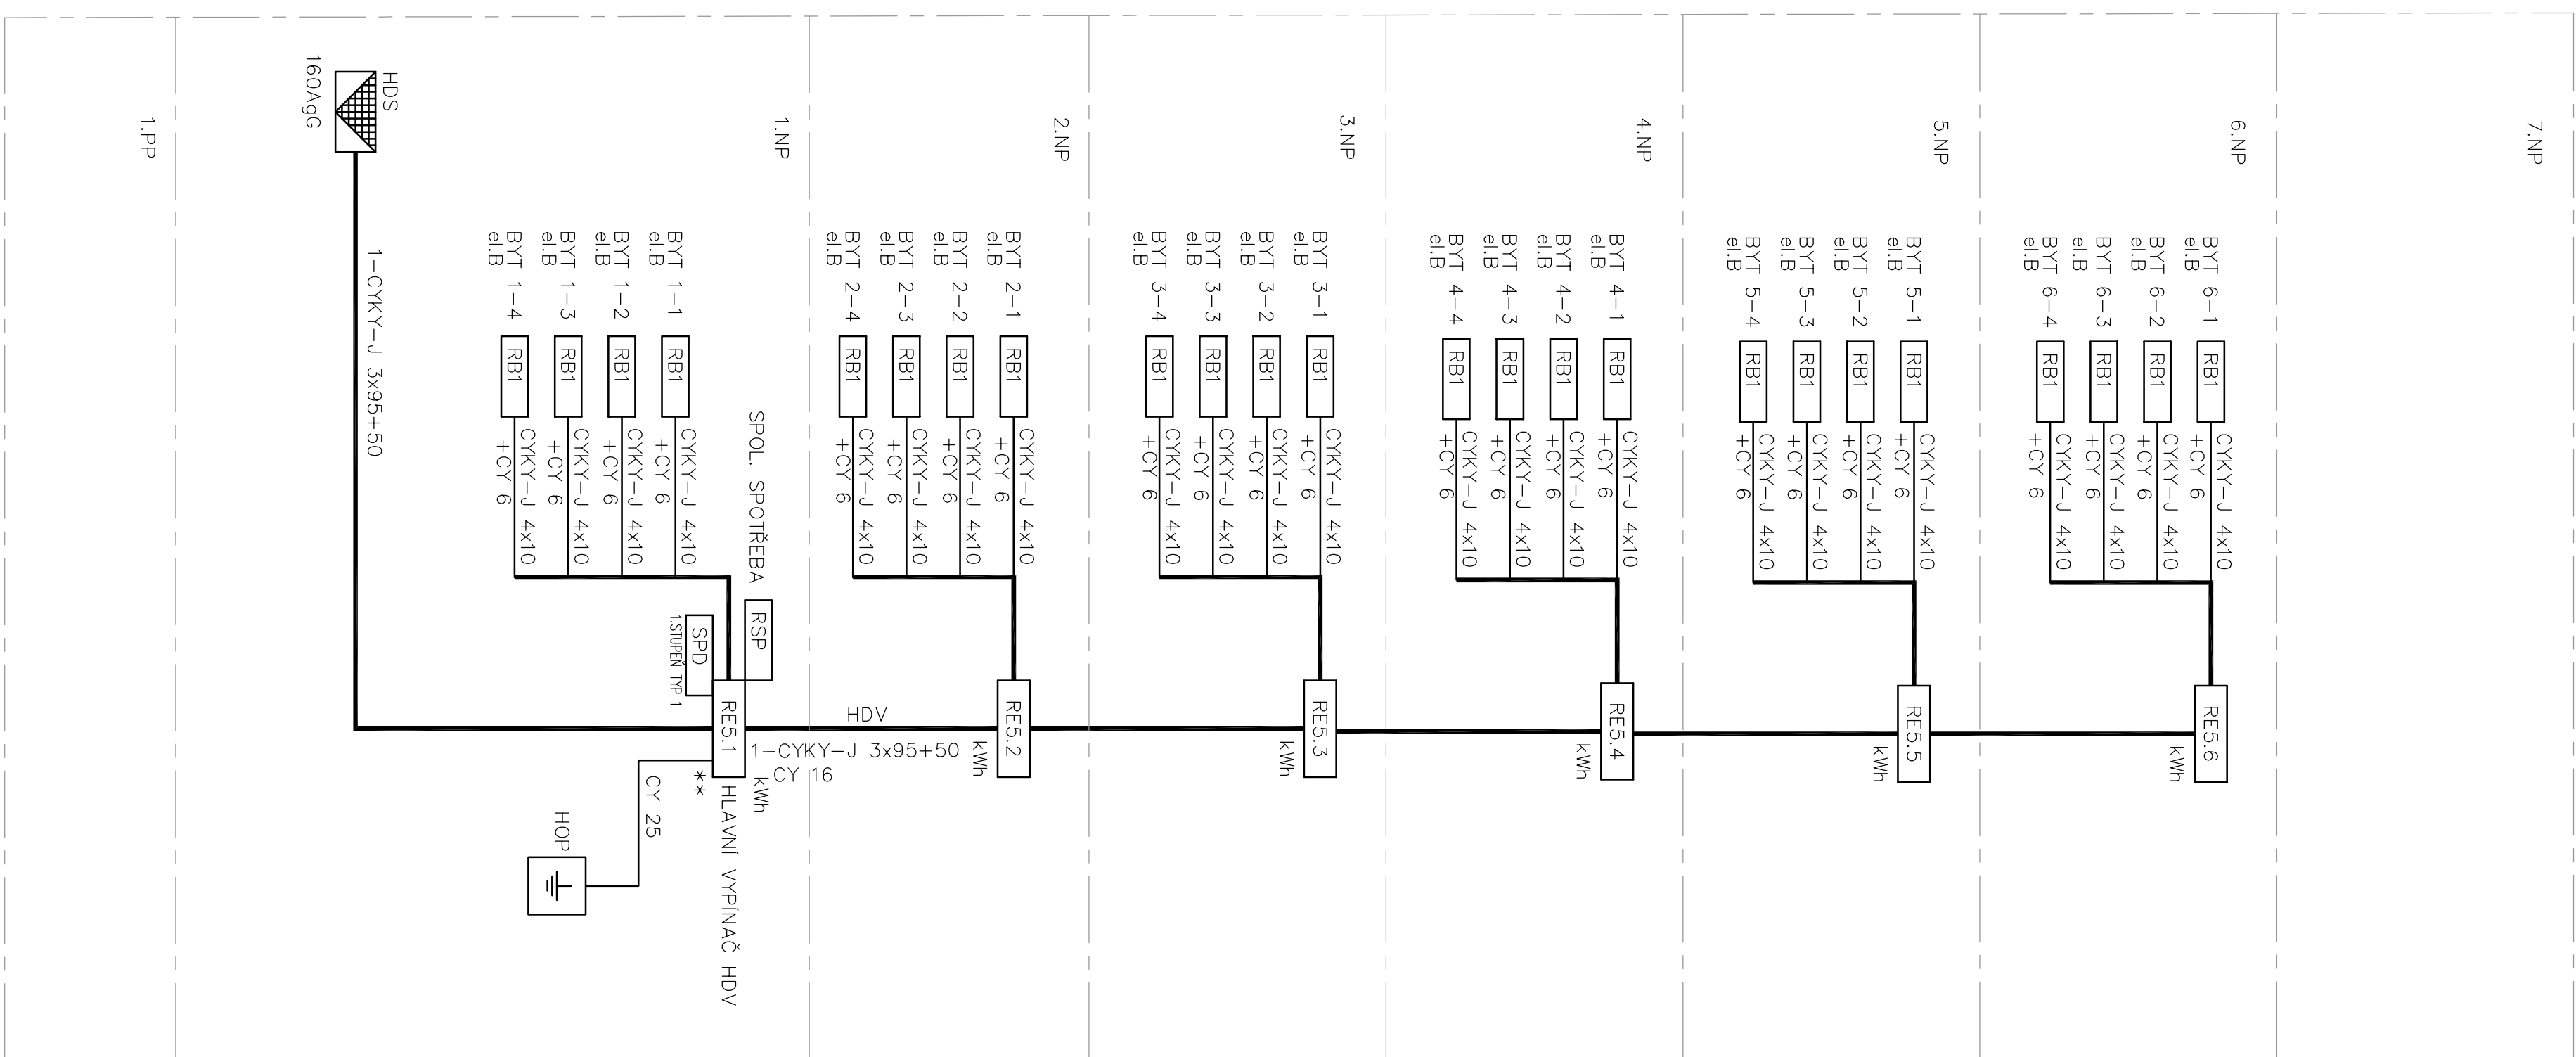 7.NP
6.NP
BYT 6-1
el.B
RB1
CYKY-J 4x10
+CY 6
BYT 6-2
el.B
RB1
CYKY-J 4x10
+CY 6
BYT 6-3
el.B
RB1
CYKY-J 4x10
+CY 6
BYT 6-4
el.B
RB1
CYKY-J 4x10
+CY 6
RE5.6
kWh
5.NP
BYT 5-1
el.B
RB1
CYKY-J 4x10
+CY 6
BYT 5-2
el.B
RB1
CYKY-J 4x10
+CY 6
BYT 5-3
el.B
RB1
CYKY-J 4x10
+CY 6
BYT 5-4
el.B
RB1
CYKY-J 4x10
+CY 6
RE5.5
kWh
4.NP
BYT 4-1
el.B
RB1
CYKY-J 4x10
+CY 6
BYT 4-2
el.B
RB1
CYKY-J 4x10
+CY 6
BYT 4-3
el.B
RB1
CYKY-J 4x10
+CY 6
BYT 4-4
el.B
RB1
CYKY-J 4x10
+CY 6
RE5.4
kWh
3.NP
BYT 3-1
el.B
RB1
CYKY-J 4x10
+CY 6
BYT 3-2
el.B
RB1
CYKY-J 4x10
+CY 6
BYT 3-3
el.B
RB1
CYKY-J 4x10
+CY 6
BYT 3-4
el.B
RB1
CYKY-J 4x10
+CY 6
RE5.3
kWh
2.NP
BYT 2-1
el.B
RB1
CYKY-J 4x10
+CY 6
BYT 2-2
el.B
RB1
CYKY-J 4x10
+CY 6
BYT 2-3
el.B
RB1
CYKY-J 4x10
+CY 6
BYT 2-4
el.B
RB1
CYKY-J 4x10
+CY 6
RE5.2
kWh
HDV
1-CYKY-J 3x95+50
CY 16
1.NP
SPOL. SPOTŘEBA
RSP
BYT 1-1
el.B
RB1
CYKY-J 4x10
+CY 6
BYT 1-2
el.B
RB1
CYKY-J 4x10
+CY 6
BYT 1-3
el.B
RB1
CYKY-J 4x10
+CY 6
BYT 1-4
el.B
RB1
CYKY-J 4x10
+CY 6
SPD
1.STUPEŇ TYP 1
RE5.1
kWh
HLAVNÍ VYPÍNAČ HDV
**
CY 25
HOP
HDS
160AgG
1-CYKY-J 3x95+50
1.PP